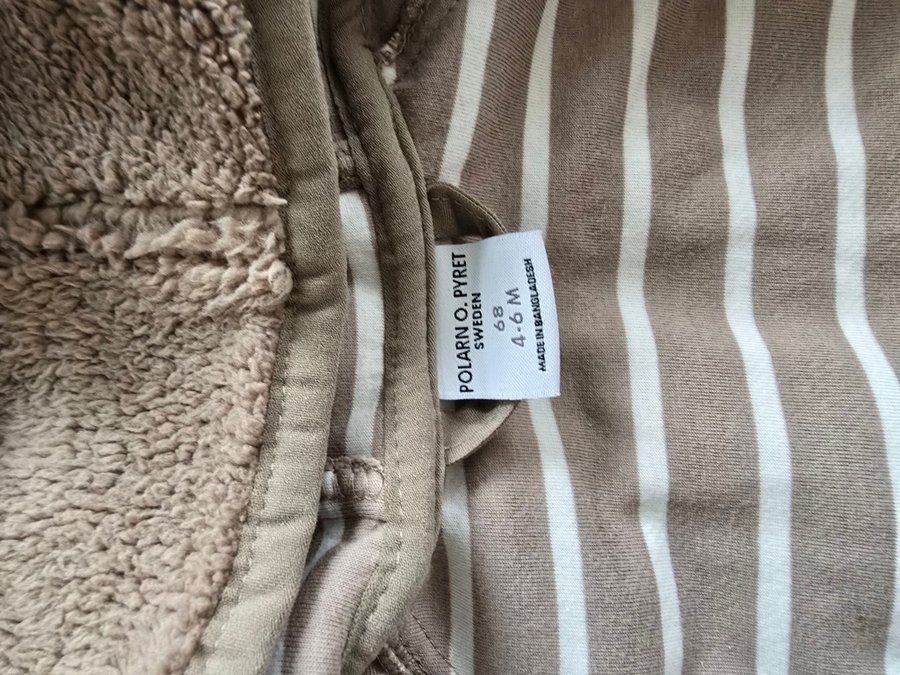 POLARN O. PYRET
SWEDEN
68
4-6 M
MADE IN BANGLADESH